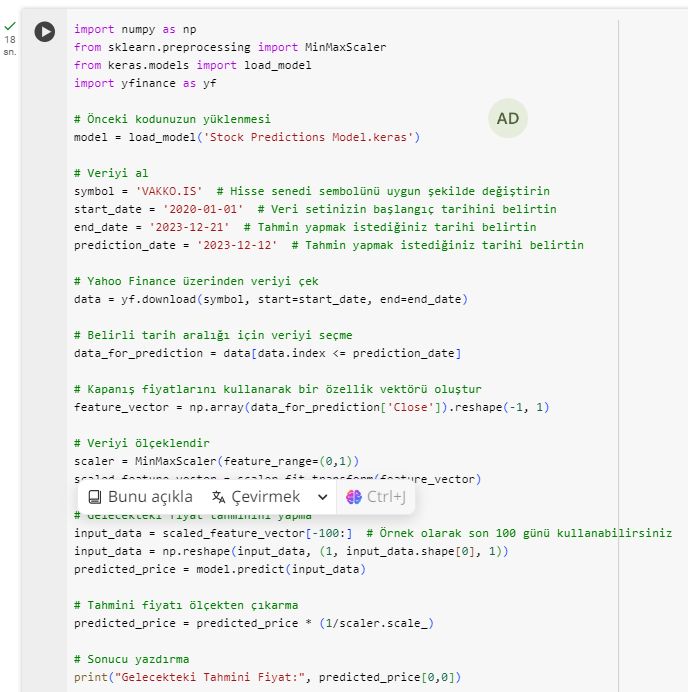 18
sn.
AD
import numpy as np
from sklearn.preprocessing import MinMaxScaler
from keras.models import load_model
import yfinance as yf
# Önceki kodunuzun yüklenmesi
model = load_model('Stock Predictions Model.keras')
# Veriyi al
symbol = 'VAKKO.IS'  # Hisse senedi sembolünü uygun şekilde değiştirin
start_date = '2020-01-01'  # Veri setinizin başlangıç tarihini belirtin
end_date = '2023-12-21'  # Tahmin yapmak istediğiniz tarihi belirtin
prediction_date = '2023-12-12'  # Tahmin yapmak istediğiniz tarihi belirtin
# Yahoo Finance üzerinden veriyi çek
data = yf.download(symbol, start=start_date, end=end_date)
# Belirli tarih aralığı için veriyi seçme
data_for_prediction = data[data.index <= prediction_date]
# Kapanış fiyatlarını kullanarak bir özellik vektörü oluştur
feature_vector = np.array(data_for_prediction['Close']).reshape(-1, 1)
# Veriyi ölçeklendir
scaler = MinMaxScaler(feature_range=(0,1))
scaled_feature_vector = scaler.fit_transform(feature_vector)
Bunu açıkla Çevirmek Ctrl+J
# Gelecekteki fiyat tahminini yapma
input_data = scaled_feature_vector[-100:]  # Örnek olarak son 100 günü kullanabilirsiniz
input_data = np.reshape(input_data, (1, input_data.shape[0], 1))
predicted_price = model.predict(input_data)
# Tahmini fiyatı ölçekten çıkarma
predicted_price = predicted_price * (1/scaler.scale_)
# Sonucu yazdırma
print("Gelecekteki Tahmini Fiyat:", predicted_price[0,0])